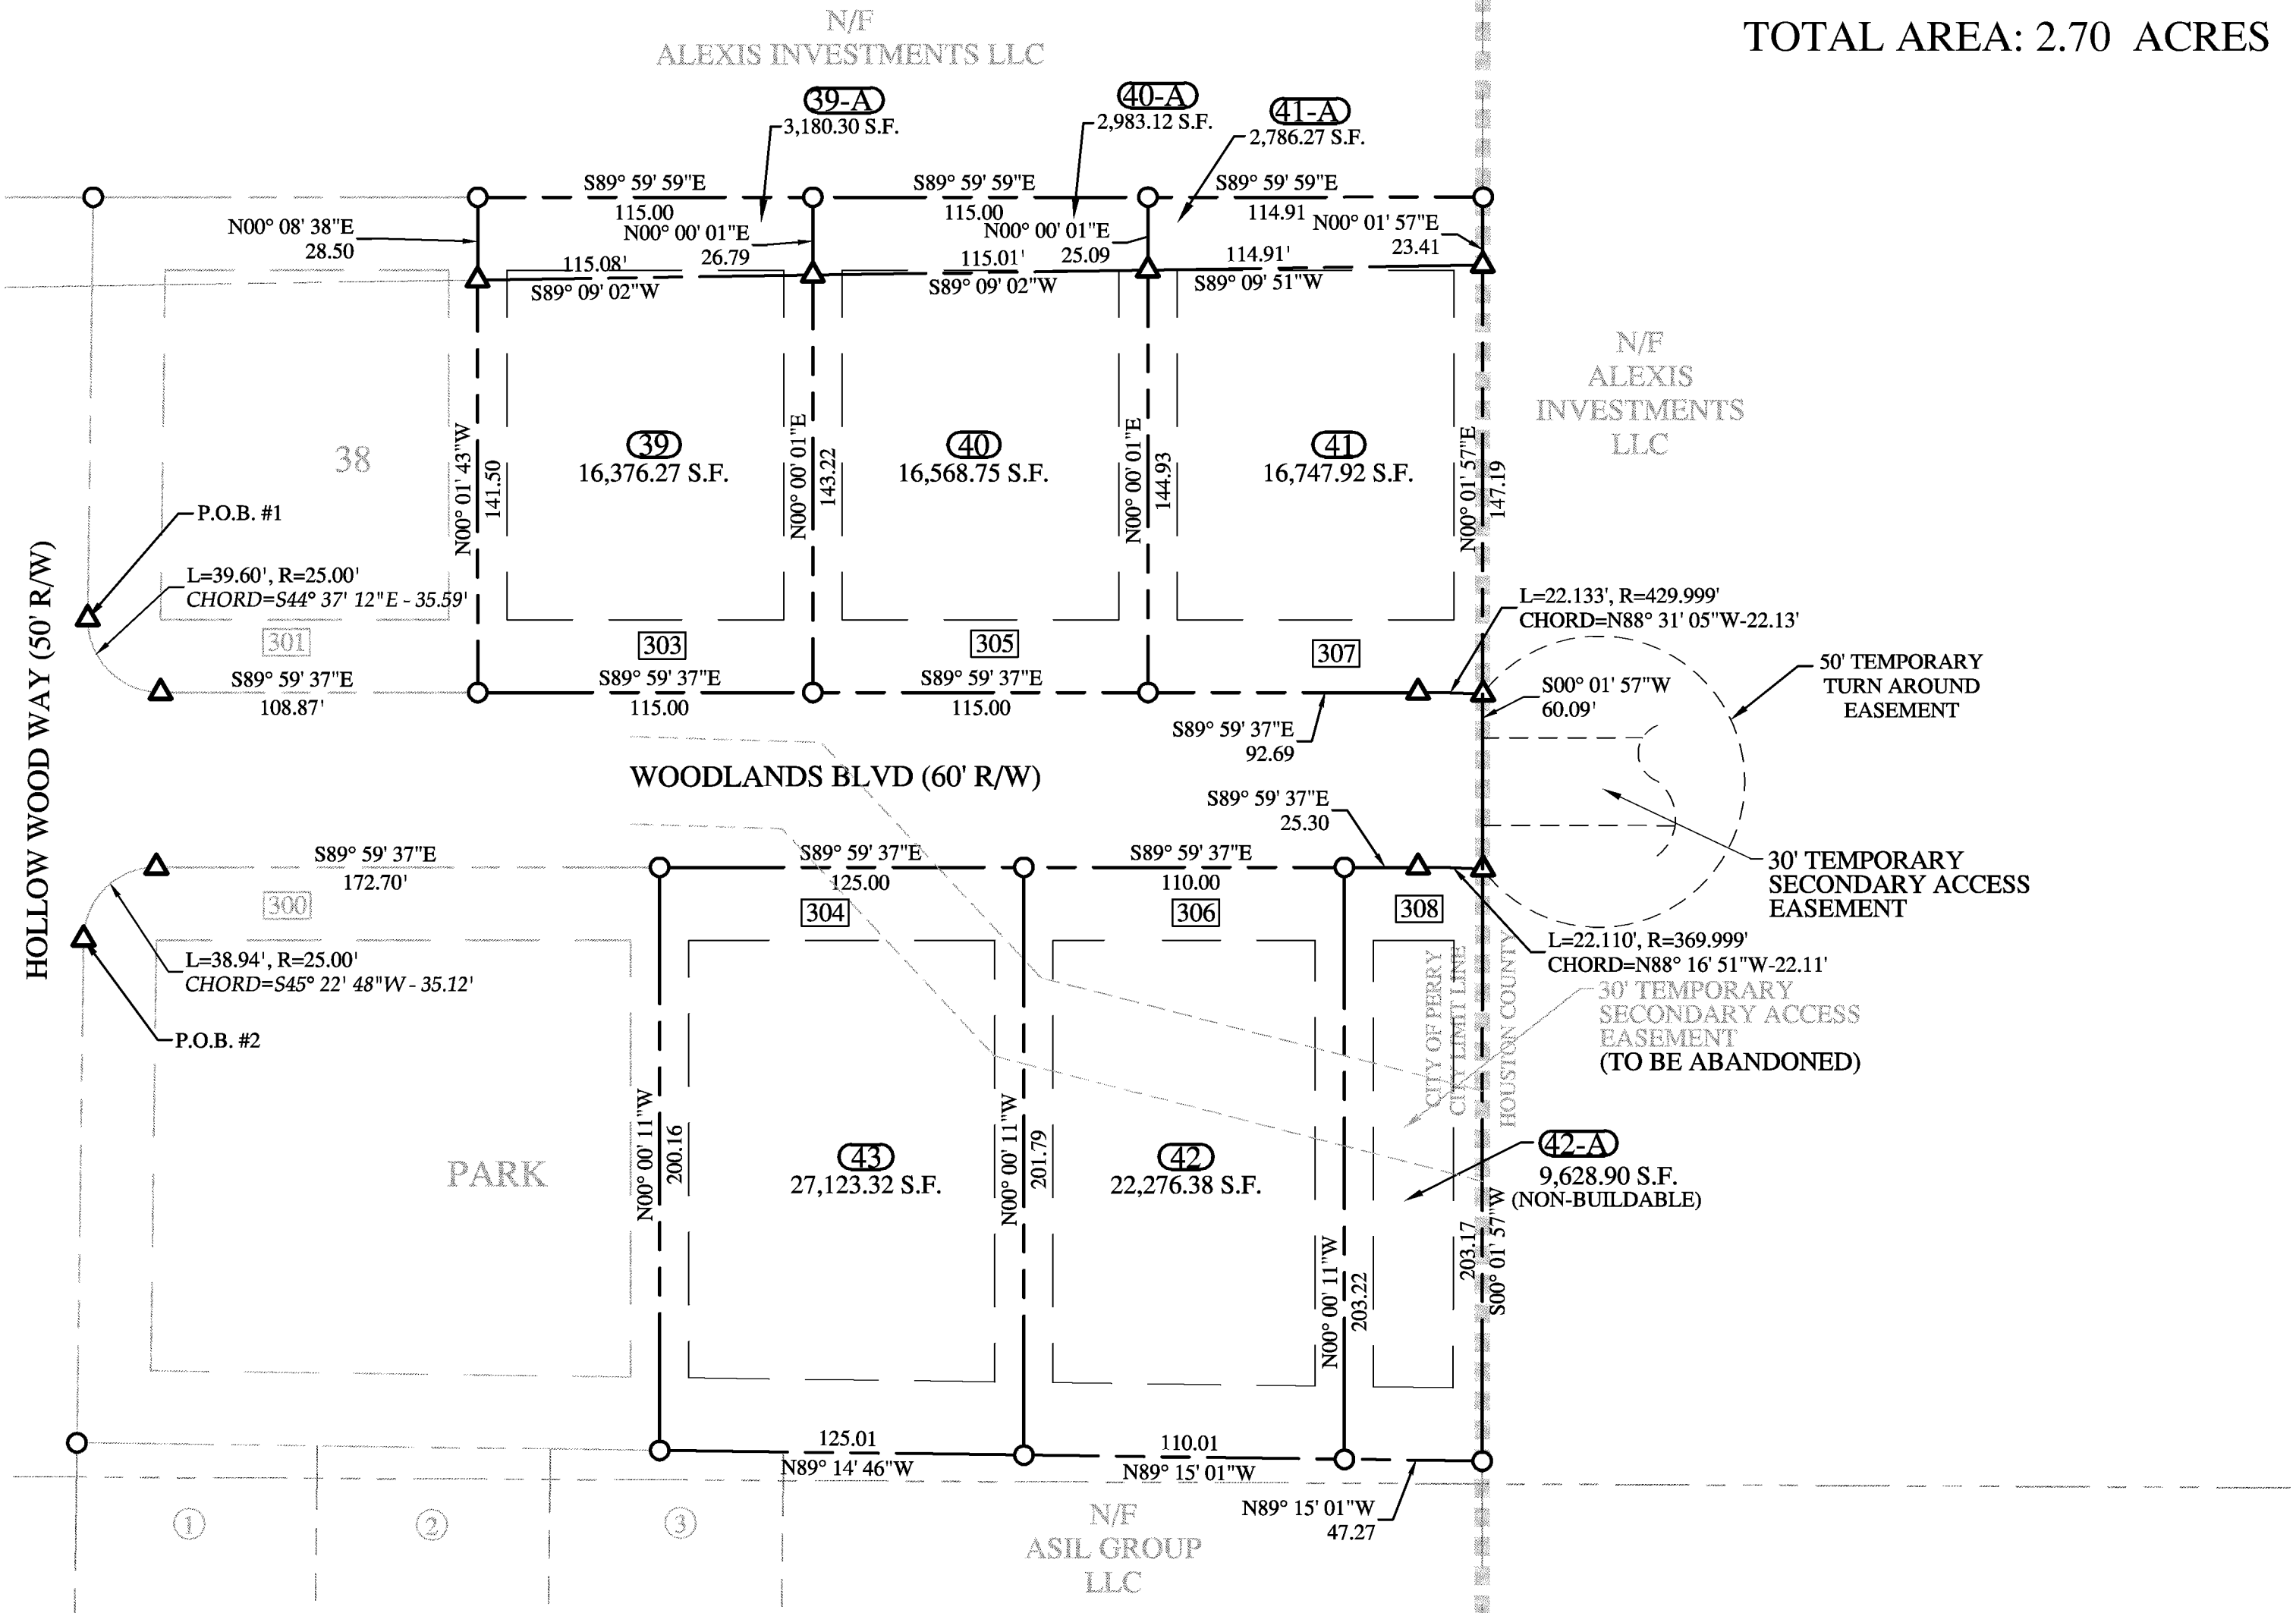 N/F
ALEXIS INVESTMENTS LLC
TOTAL AREA: 2.70 ACRES
39-A
3,180.30 S.F.
40-A
2,983.12 S.F.
41-A
2,786.27 S.F.
S89° 59' 59"E
115.00
S89° 59' 59"E
115.00
S89° 59' 59"E
114.91
N00° 08' 38"E
28.50
N00° 00' 01"E
26.79
N00° 00' 01"E
25.09
N00° 01' 57"E
23.41
115.08'
S89° 09' 02"W
115.01'
S89° 09' 02"W
114.91'
S89° 09' 51"W
N/F
ALEXIS
INVESTMENTS
LLC
38
N00° 01' 43"W
141.50
39
16,376.27 S.F.
N00° 00' 01"E
143.22
40
16,568.75 S.F.
N00° 00' 01"E
144.93
41
16,747.92 S.F.
N00° 01' 57"E
147.19
P.O.B. #1
L=39.60', R=25.00'
CHORD=S44° 37' 12"E - 35.59'
301
303
305
307
L=22.133', R=429.999'
CHORD=N88° 31' 05"W-22.13'
S89° 59' 37"E
108.87'
S89° 59' 37"E
115.00
S89° 59' 37"E
115.00
S89° 59' 37"E
92.69
S00° 01' 57"W
60.09'
50' TEMPORARY
TURN AROUND
EASEMENT
HOLLOW WOOD WAY (50' R/W)
WOODLANDS BLVD (60' R/W)
S89° 59' 37"E
25.30
30' TEMPORARY
SECONDARY ACCESS
EASEMENT
S89° 59' 37"E
172.70'
S89° 59' 37"E
125.00
S89° 59' 37"E
110.00
300
304
306
308
L=22.110', R=369.999'
CHORD=N88° 16' 51"W-22.11'
L=38.94', R=25.00'
CHORD=S45° 22' 48"W - 35.12'
P.O.B. #2
CITY OF PERRY
CITY LIMIT LINE
HOUSTON COUNTY
30' TEMPORARY
SECONDARY ACCESS
EASEMENT
(TO BE ABANDONED)
PARK
N00° 00' 11"W
200.16
43
27,123.32 S.F.
N00° 00' 11"W
201.79
42
22,276.38 S.F.
N00° 00' 11"W
203.22
42-A
9,628.90 S.F.
(NON-BUILDABLE)
203.17
S00° 01' 57"W
125.01
N89° 14' 46"W
110.01
N89° 15' 01"W
N89° 15' 01"W
47.27
1
2
3
N/F
ASIL GROUP
LLC